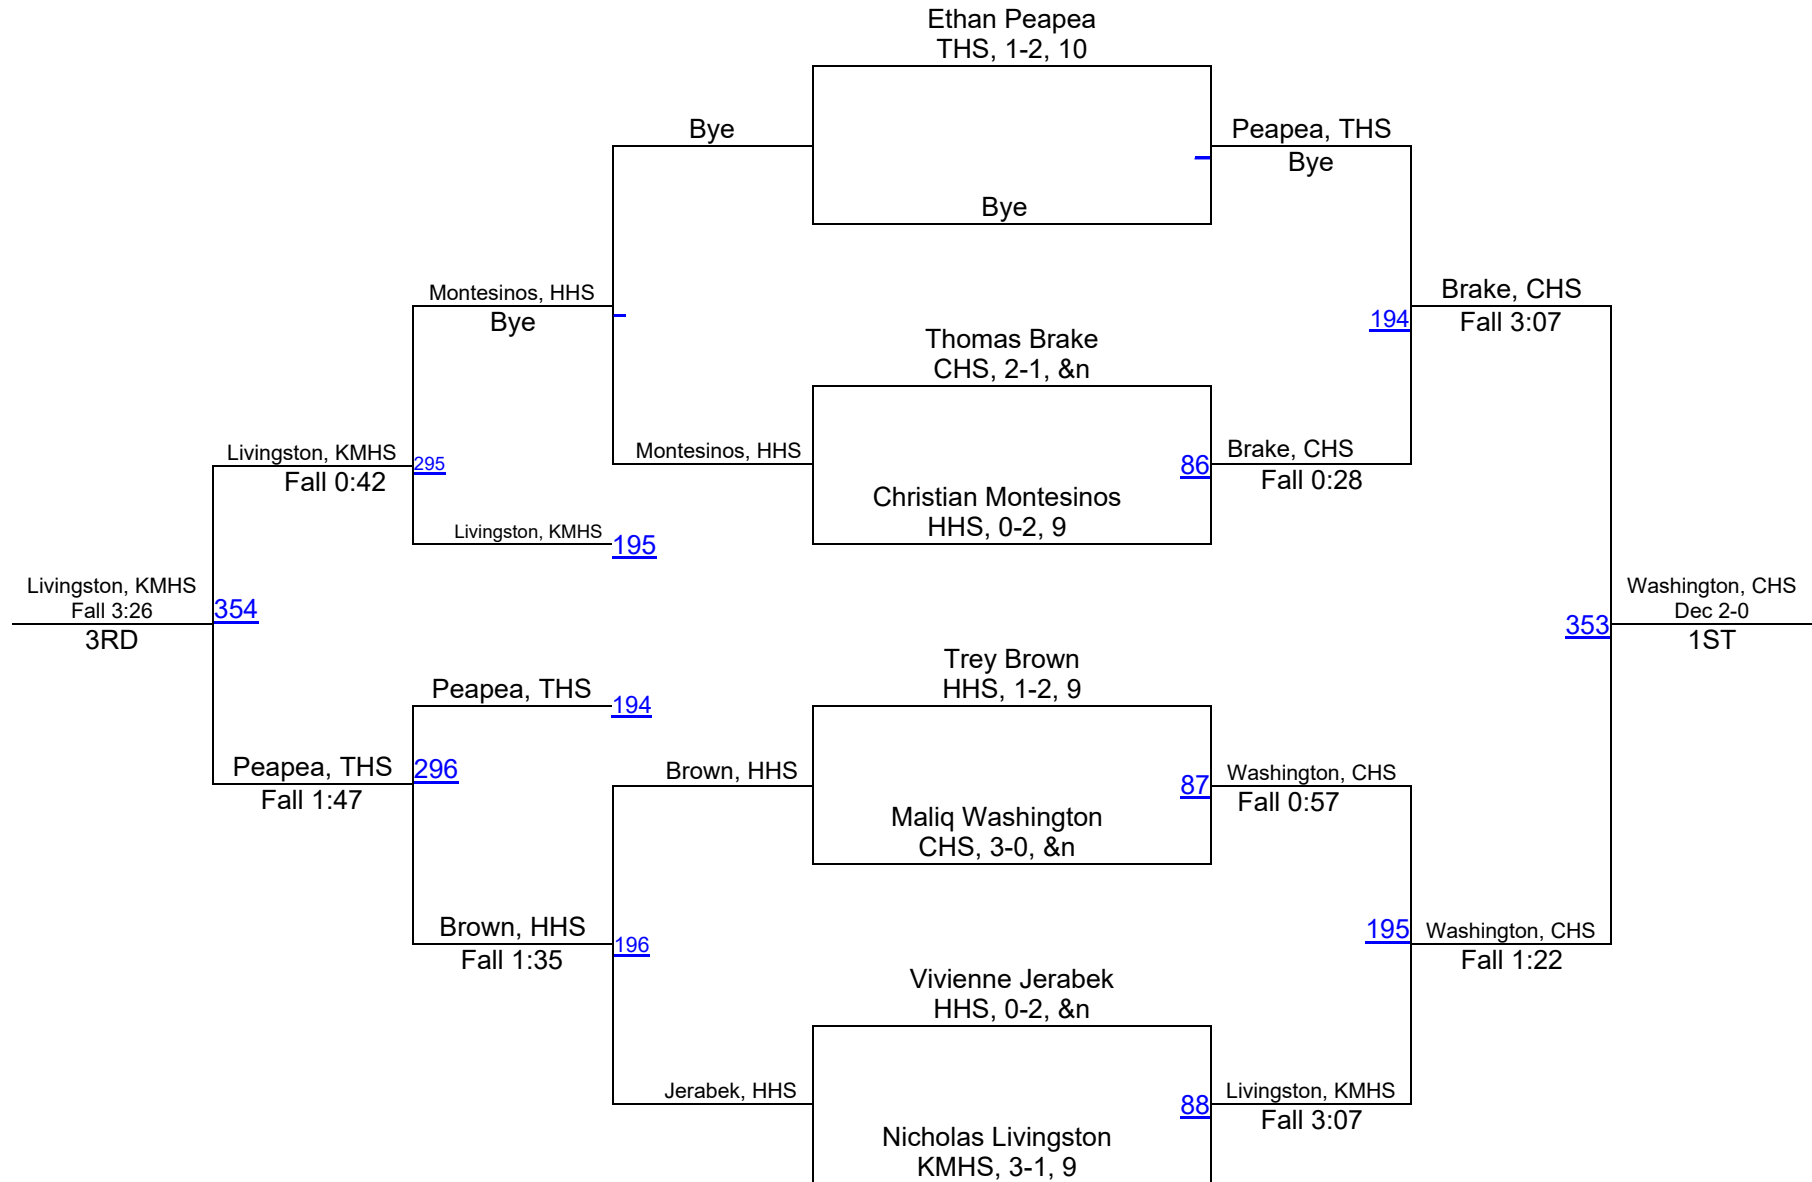 Ethan Peapea
THS, 1-2, 10
Bye
Peapea, THS
Bye
Bye
Montesinos, HHS
Bye
Brake, CHS
194
Fall 3:07
Thomas Brake
CHS, 2-1, &n
Livingston, KMHS
295
Fall 0:42
Montesinos, HHS
86
Brake, CHS
Fall 0:28
Christian Montesinos
HHS, 0-2, 9
Livingston, KMHS
195
Livingston, KMHS
Fall 3:26
354
3RD
Washington, CHS
Dec 2-0
353
1ST
Trey Brown
HHS, 1-2, 9
Peapea, THS
194
Peapea, THS
296
Fall 1:47
Brown, HHS
87
Washington, CHS
Fall 0:57
Maliq Washington
CHS, 3-0, &n
Brown, HHS
196
Fall 1:35
195
Washington, CHS
Fall 1:22
Vivienne Jerabek
HHS, 0-2, &n
Jerabek, HHS
88
Livingston, KMHS
Fall 3:07
Nicholas Livingston
KMHS, 3-1, 9